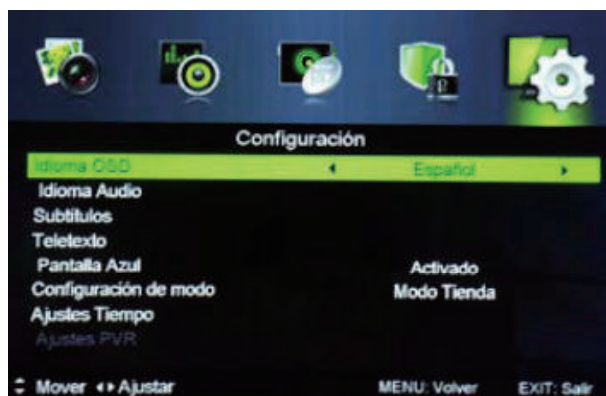 Configuración
Idioma OSD Español
Idioma Audio
Subtítulos
Teletexto
Pantalla Azul Activado
Configuración de modo Modo Tienda
Ajustes Tiempo
Ajustes PVR
Mover Ajustar MENU: Volver EXIT: Salir